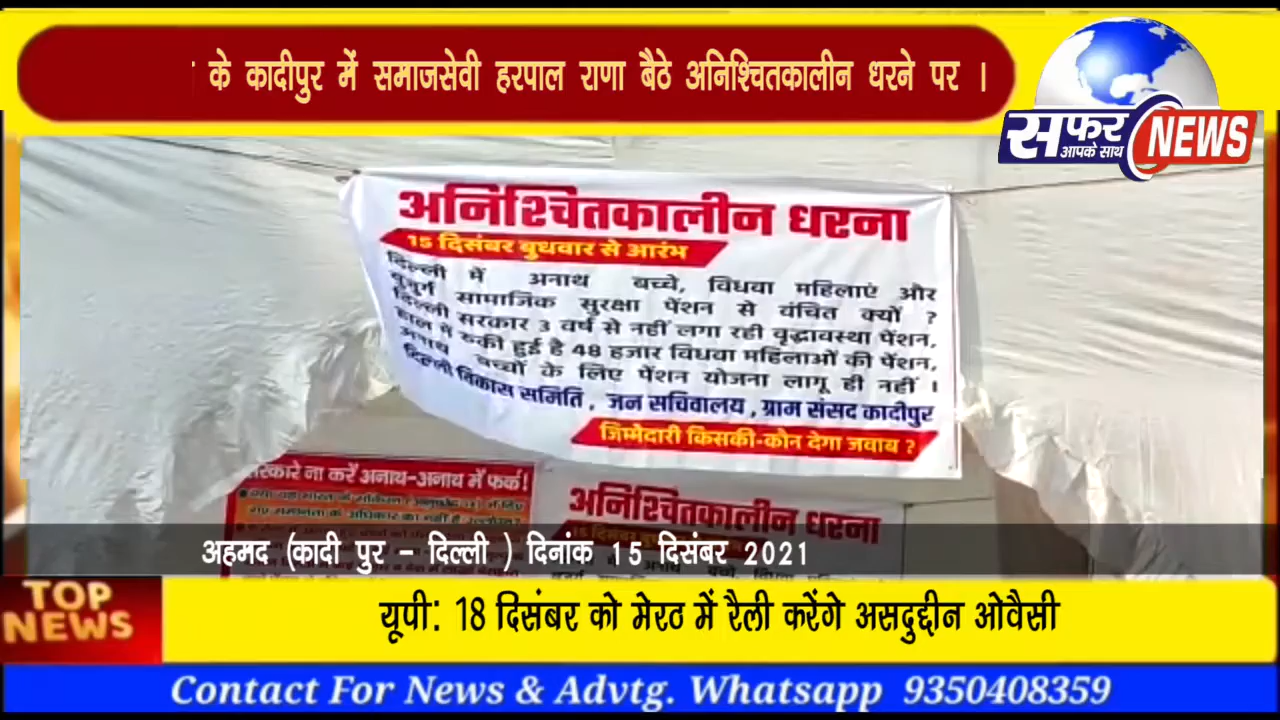 के कादीपुर में समाजसेवी हरपाल राणा बैठे अनिश्चितकालीन धरने पर ।
सफर
आपके साथ
NEWS
अनिश्चितकालीन धरना
15 दिसंबर बुधवार से आरंभ
दिल्ली में अनाथ बच्चे, विधवा महिलाएं और
बुजुर्ग सामाजिक सुरक्षा पेंशन से वंचित क्यों ?
दिल्ली सरकार 3 वर्ष से नहीं लगा रही वृद्धावस्था पेंशन,
हाल में रुकी हुई है 48 हजार विधवा महिलाओं की पेंशन,
अनाथ बच्चों के लिए पेंशन योजना लागू ही नहीं ।
दिल्ली विकास समिति , जन सचिवालय , ग्राम संसद कादीपुर
जिम्मेदारी किसकी-कौन देगा जवाब ?
सरकारे ना करें अनाथ-अनाथ में फर्क!
अनिश्चितकालीन धरना
अहमद (कादी पुर - दिल्ली ) दिनांक 15 दिसंबर 2021
TOP
NEWS
यूपी: 18 दिसंबर को मेरठ में रैली करेंगे असदुद्दीन ओवैसी
Contact For News & Advtg. Whatsapp 9350408359